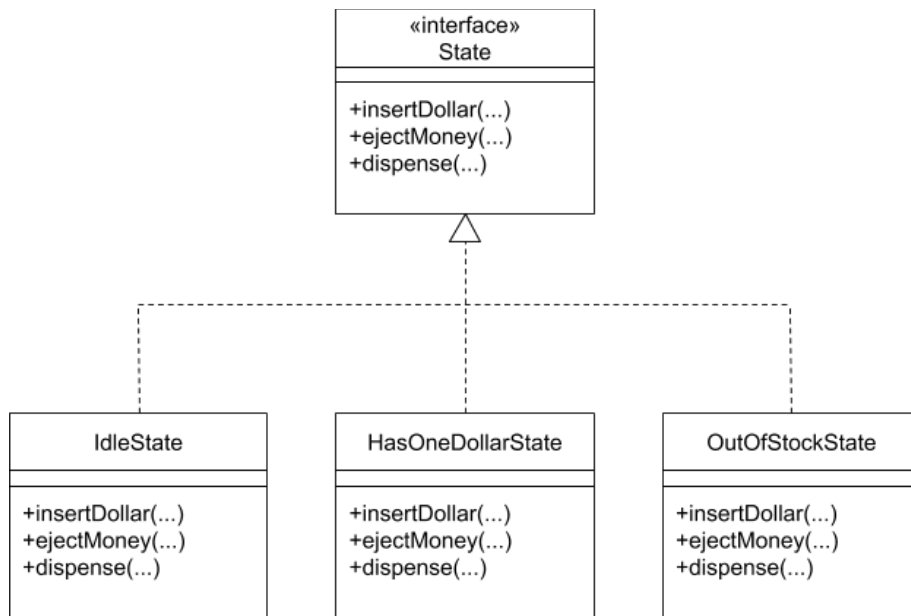 «interface»
State
+insertDollar(...)
+ejectMoney(...)
+dispense(...)
IdleState
+insertDollar(...)
+ejectMoney(...)
+dispense(...)
HasOneDollarState
+insertDollar(...)
+ejectMoney(...)
+dispense(...)
OutOfStockState
+insertDollar(...)
+ejectMoney(...)
+dispense(...)